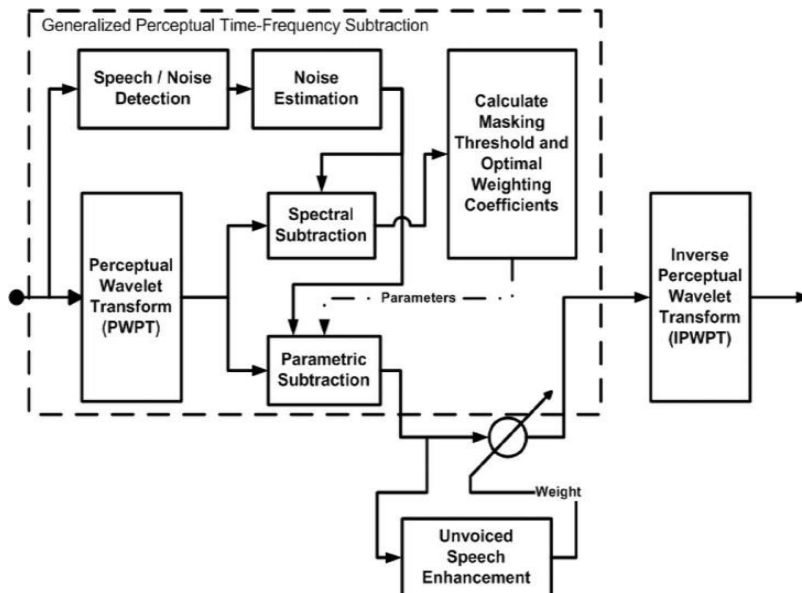 Generalized Perceptual Time-Frequency Subtraction
Speech / Noise
Detection
Noise
Estimation
Calculate
Masking
Threshold and
Optimal
Weighting
Coefficients
Spectral
Subtraction
Perceptual
Wavelet
Transform
(PWPT)
Inverse
Perceptual
Wavelet
Transform
(IPWPT)
Parameters
Parametric
Subtraction
Weight
Unvoiced
Speech
Enhancement